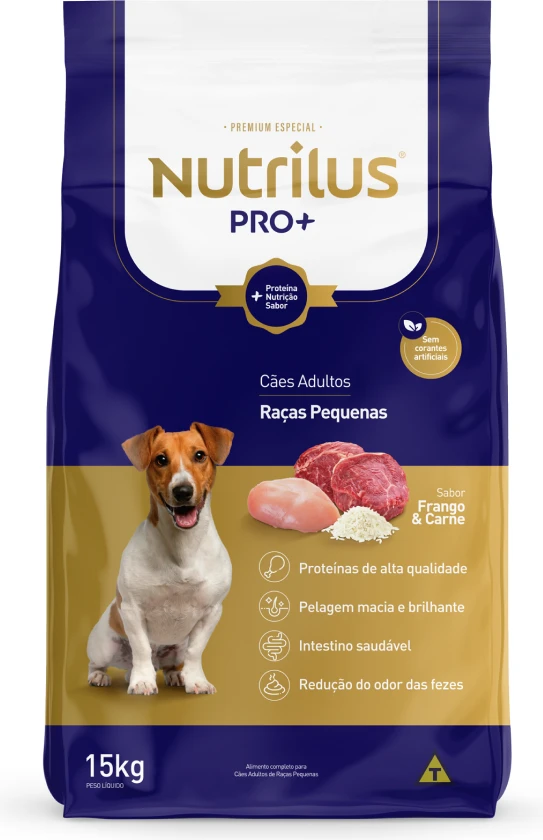 • PREMIUM ESPECIAL •
NUTRILUS®
PRO+
+ Proteína
Nutrição
Sabor
Sem
corantes
artificiais
Cães Adultos
Raças Pequenas
Sabor
Frango
& Carne
Proteínas de alta qualidade
Pelagem macia e brilhante
Intestino saudável
Redução do odor das fezes
15kg
PESO LÍQUIDO
Alimento completo para
Cães Adultos de Raças Pequenas
T